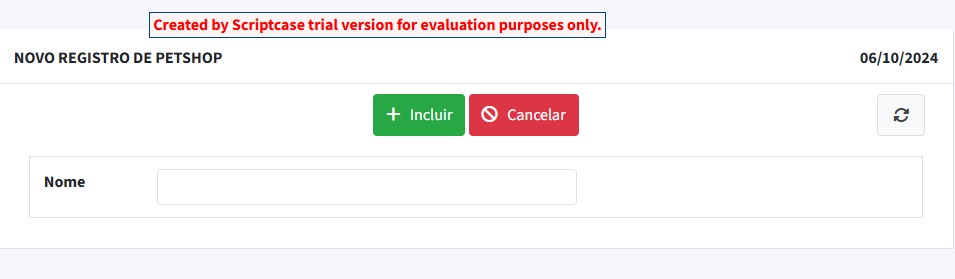 Created by Scriptcase trial version for evaluation purposes only.
NOVO REGISTRO DE PETSHOP 06/10/2024
Incluir Cancelar
Nome